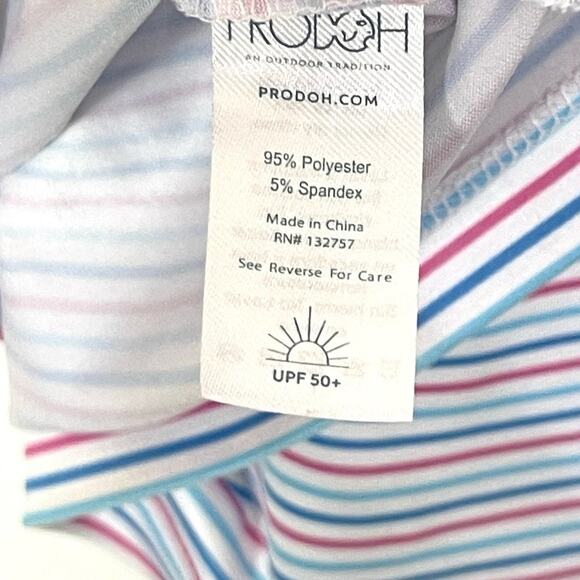 PRODOH
AN OUTDOOR TRADITION
PRODOH.COM
95% Polyester
5% Spandex
Made in China
RN# 132757
See Reverse For Care
UPF 50+